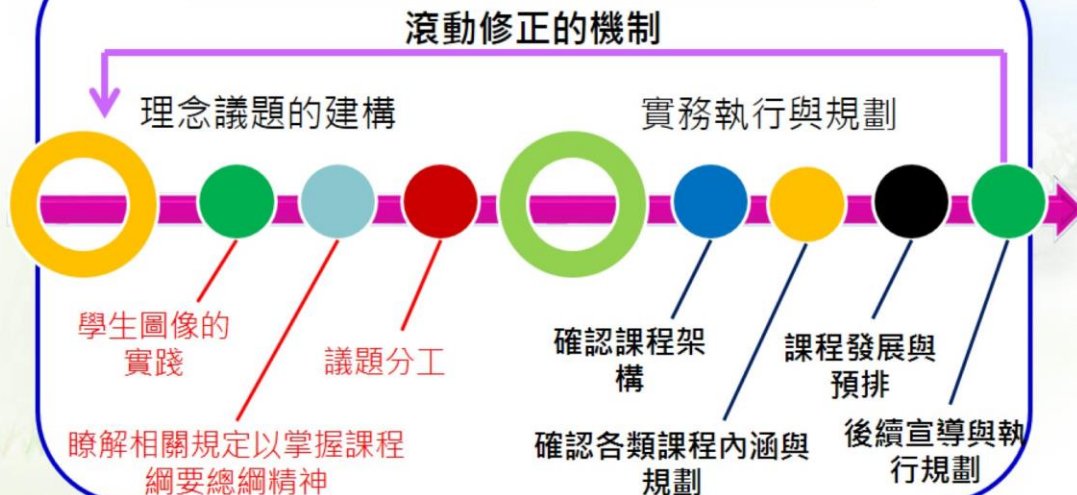 滾動修正的機制
理念議題的建構
實務執行與規劃
學生圖像的
實踐
瞭解相關規定以掌握課程
綱要總綱精神
議題分工
確認課程架
構
確認各類課程內涵與
規劃
課程發展與
預排
後續宣導與執
行規劃